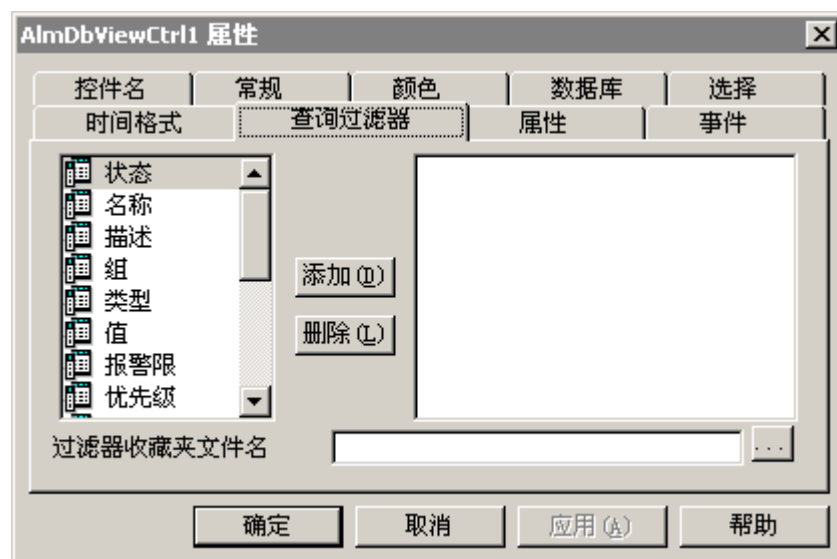 AlmDbViewCtrl1 属性
控件名 常规 颜色 数据库 选择
时间格式 查询过滤器 属性 事件
状态
名称
描述
组
类型
值
报警限
优先级
添加(D)
删除(L)
过滤器收藏夹文件名 ...
确定 取消 应用(A) 帮助